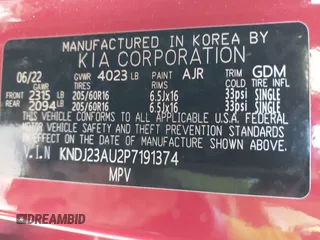 MANUFACTURED IN KOREA BY
KIA CORPORATION
06/22 GVWR 4023 LB PAINT AJR TRIM GDM
GAWR TIRES RIMS COLD TIRE INFL
FRONT 2315 LB 205/60R16 6.5Jx16 33psi SINGLE
REAR 2094 LB 205/60R16 6.5Jx16 33psi SINGLE
THIS VEHICLE CONFORMS TO ALL APPLICABLE U.S.A. FEDERAL
MOTOR VEHICLE SAFETY, BUMPER, AND THEFT PREVENTION
STANDARDS IN EFFECT ON THE DATE OF MANUFACTURE SHOWN ABOVE.
V.I.N KNDJ23AU2P7191374
MPV
© DREAMBID